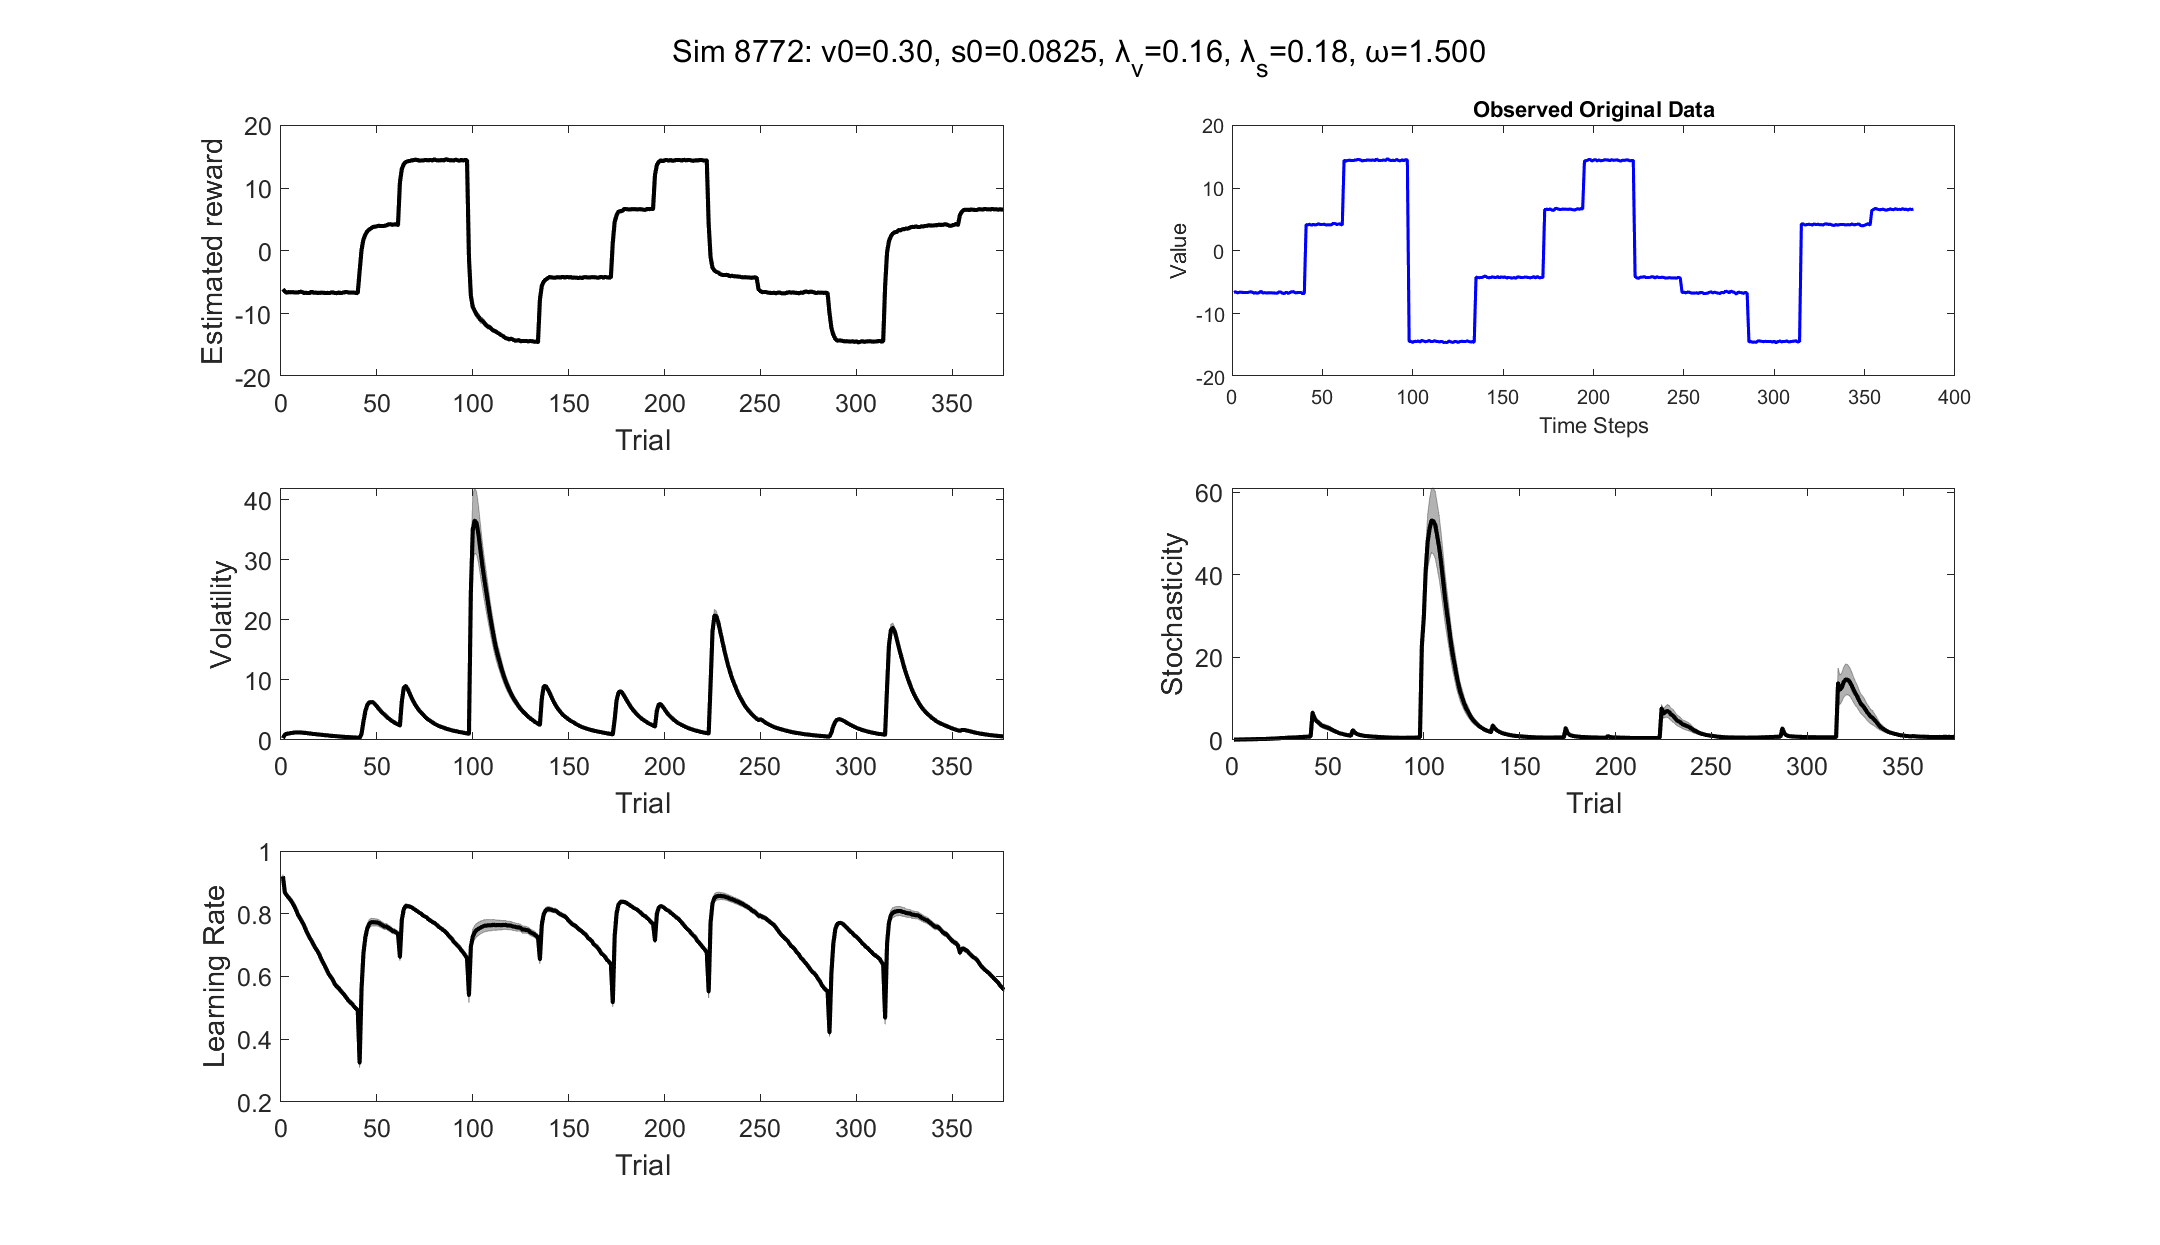 Sim 8772: v0=0.30, s0=0.0825, λ_v=0.16, λ_s=0.18, ω=1.500
Estimated reward
20
10
0
-10
-20
0 50 100 150 200 250 300 350
Trial
Observed Original Data
Value
20
10
0
-10
-20
0 50 100 150 200 250 300 350 400
Time Steps
Volatility
40
30
20
10
0
0 50 100 150 200 250 300 350
Trial
Stochasticity
60
40
20
0
0 50 100 150 200 250 300 350
Trial
Learning Rate
1
0.8
0.6
0.4
0.2
0 50 100 150 200 250 300 350
Trial